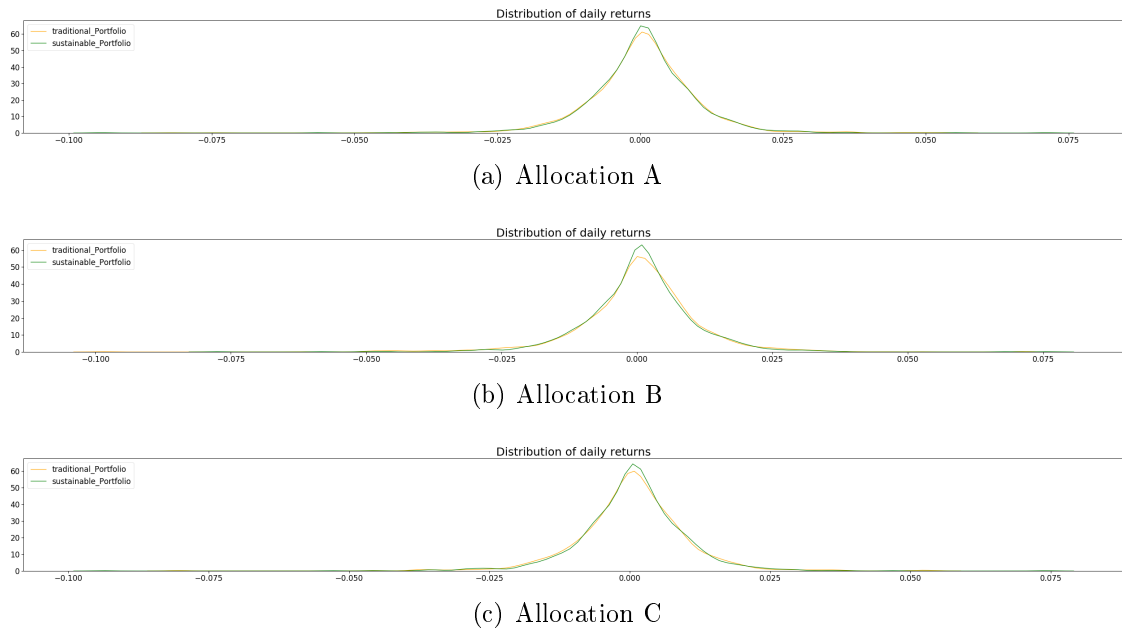 Distribution of daily returns
traditional_Portfolio
sustainable_Portfolio
60
50
40
30
20
10
0
−0.100 −0.075 −0.050 −0.025 0.000 0.025 0.050 0.075
(a) Allocation A
Distribution of daily returns
traditional_Portfolio
sustainable_Portfolio
60
50
40
30
20
10
0
−0.100 −0.075 −0.050 −0.025 0.000 0.025 0.050 0.075
(b) Allocation B
Distribution of daily returns
traditional_Portfolio
sustainable_Portfolio
60
50
40
30
20
10
0
−0.100 −0.075 −0.050 −0.025 0.000 0.025 0.050 0.075
(c) Allocation C